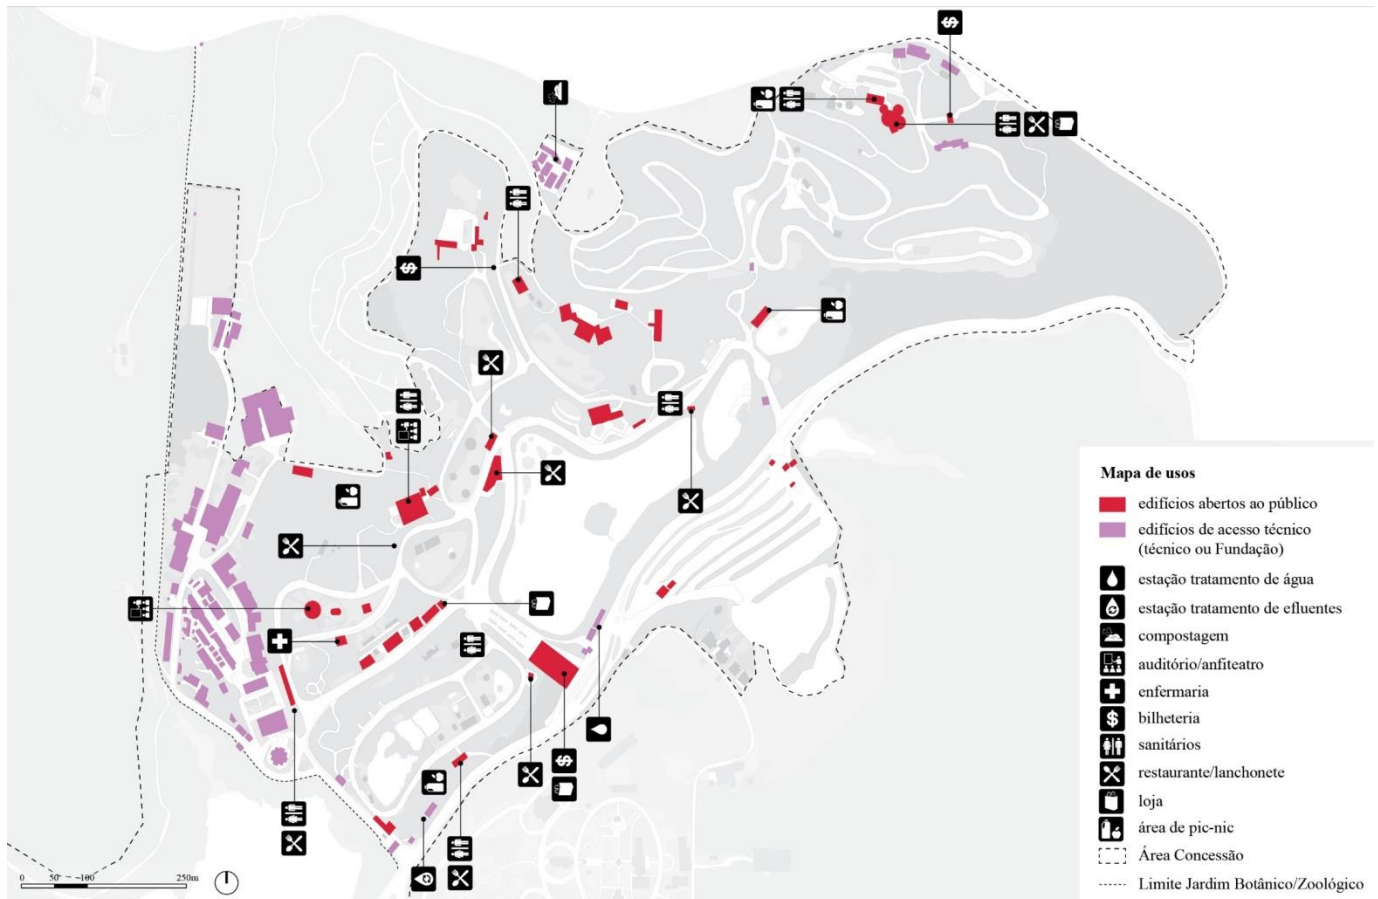 Mapa de usos
edifícios abertos ao público
edifícios de acesso técnico
(técnico ou Fundação)
estação tratamento de água
estação tratamento de efluentes
compostagem
auditório/anfiteatro
enfermaria
$ bilheteria
sanitários
restaurante/lanchonete
loja
área de pic-nic
Área Concessão
Limite Jardim Botânico/Zoológico
0 50 100 250m